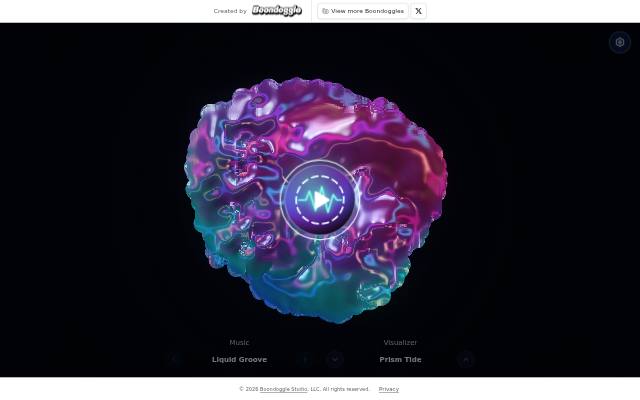 Created by Boondoggle
View more Boondoggles
Music
Visualizer
Liquid Groove
Prism Tide
© 2026 Boondoggle Studio, LLC. All rights reserved. Privacy